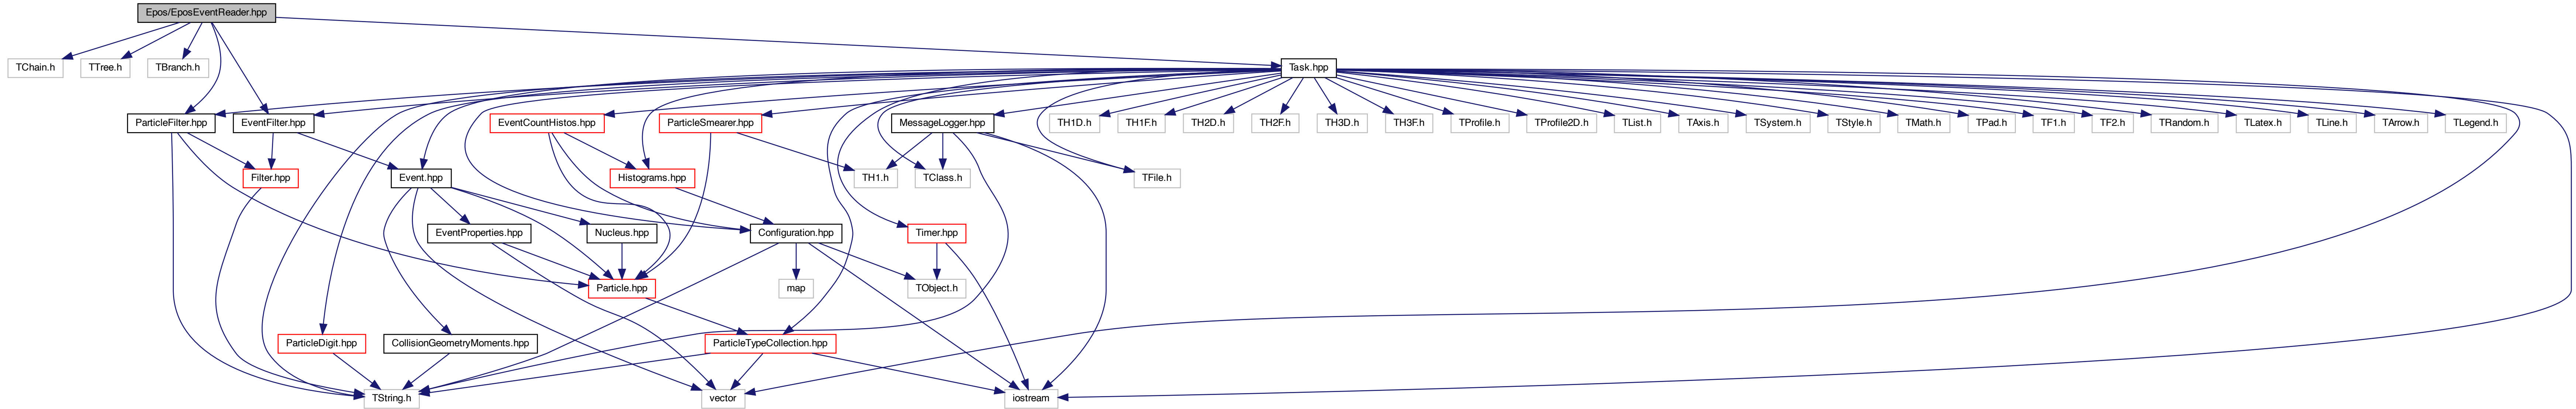 Epos/EposEventReader.hpp
TChain.h
TTree.h
TBranch.h
Task.hpp
ParticleFilter.hpp
EventFilter.hpp
EventCountHistos.hpp
ParticleSmearer.hpp
MessageLogger.hpp
TH1D.h
TH1F.h
TH2D.h
TH2F.h
TH3D.h
TH3F.h
TProfile.h
TProfile2D.h
TList.h
TAxis.h
TSystem.h
TStyle.h
TMath.h
TPad.h
TF1.h
TF2.h
TRandom.h
TLatex.h
TLine.h
TArrow.h
TLegend.h
Filter.hpp
Event.hpp
Histograms.hpp
TH1.h
TClass.h
TFile.h
EventProperties.hpp
Nucleus.hpp
Configuration.hpp
Timer.hpp
Particle.hpp
map
TObject.h
ParticleDigit.hpp
CollisionGeometryMoments.hpp
ParticleTypeCollection.hpp
TString.h
vector
iostream